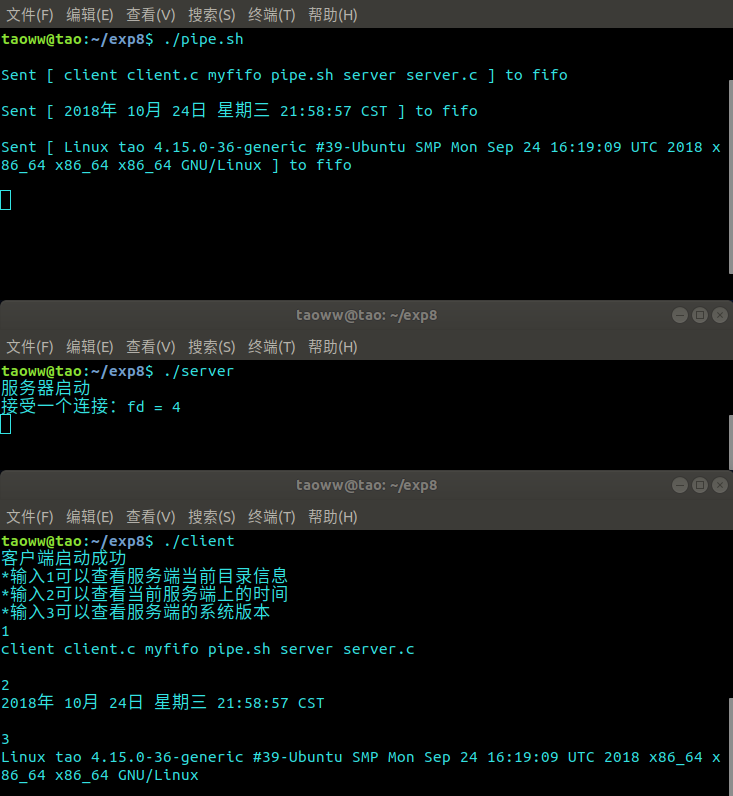 文件(F) 编辑(E) 查看(V) 搜索(S) 终端(T) 帮助(H)
taoww@tao:~/exp8$ ./pipe.sh
Sent [ client client.c myfifo pipe.sh server server.c ] to fifo
Sent [ 2018年 10月 24日 星期三 21:58:57 CST ] to fifo
Sent [ Linux tao 4.15.0-36-generic #39-Ubuntu SMP Mon Sep 24 16:19:09 UTC 2018 x
86_64 x86_64 x86_64 GNU/Linux ] to fifo
taoww@tao: ~/exp8
文件(F) 编辑(E) 查看(V) 搜索(S) 终端(T) 帮助(H)
taoww@tao:~/exp8$ ./server
服务器启动
接受一个连接：fd = 4
taoww@tao: ~/exp8
文件(F) 编辑(E) 查看(V) 搜索(S) 终端(T) 帮助(H)
taoww@tao:~/exp8$ ./client
客户端启动成功
*输入1可以查看服务端当前目录信息
*输入2可以查看当前服务端上的时间
*输入3可以查看服务端的系统版本
1
client client.c myfifo pipe.sh server server.c
2
2018年 10月 24日 星期三 21:58:57 CST
3
Linux tao 4.15.0-36-generic #39-Ubuntu SMP Mon Sep 24 16:19:09 UTC 2018 x86_64 x
86_64 x86_64 GNU/Linux